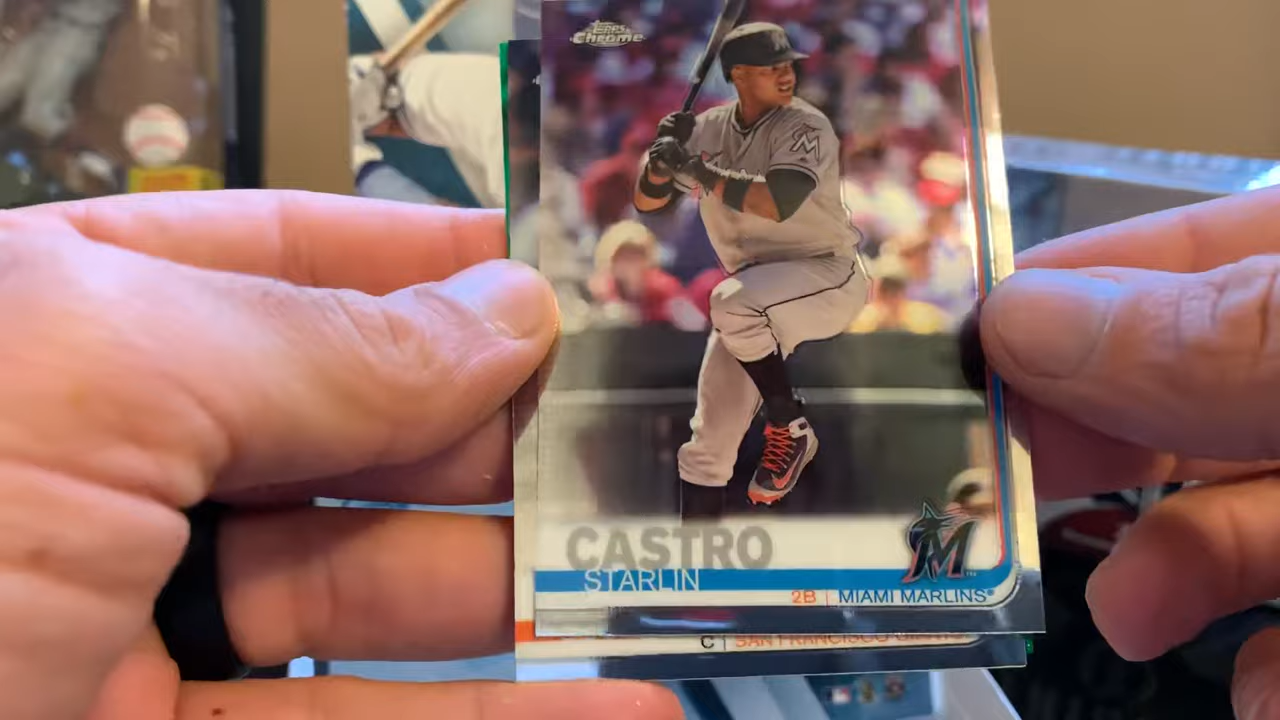 Topps
Chrome
M
CASTRO
STARLIN
M
2B | MIAMI MARLINS®
C | SAN FRANCISCO GIANTS